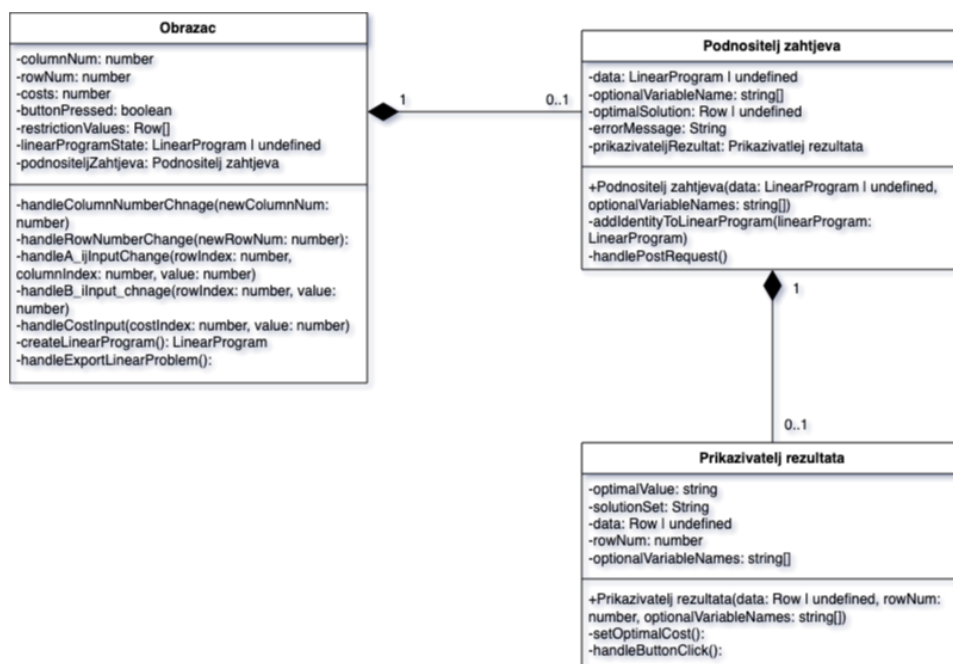 Obrazac
-columnNum: number
-rowNum: number
-costs: number
-buttonPressed: boolean
-restrictionValues: Row[]
-linearProgramState: LinearProgram | undefined
-podnositeljZahtjeva: Podnositelj zahtjeva
-handleColumnNumberChnage(newColumnNum:
number)
-handleRowNumberChange(newRowNum: number):
-handleA_ijInputChange(rowIndex: number,
columnIndex: number, value: number)
-handleB_iInput_chnage(rowIndex: number, value:
number)
-handleCostInput(costIndex: number, value: number)
-createLinearProgram(): LinearProgram
-handleExportLinearProblem():
1
0..1
Podnositelj zahtjeva
-data: LinearProgram | undefined
-optionalVariableName: string[]
-optimalSolution: Row | undefined
-errorMessage: String
-prikazivateljRezultat: Prikazivatlej rezultata
+Podnositelj zahtjeva(data: LinearProgram | undefined,
optionalVariableNames: string[])
-addIdentityToLinearProgram(linearProgram:
LinearProgram)
-handlePostRequest()
1
0..1
Prikazivatelj rezultata
-optimalValue: string
-solutionSet: String
-data: Row | undefined
-rowNum: number
-optionalVariableNames: string[]
+Prikazivatelj rezultata(data: Row | undefined, rowNum:
number, optionalVariableNames: string[])
-setOptimalCost():
-handleButtonClick():